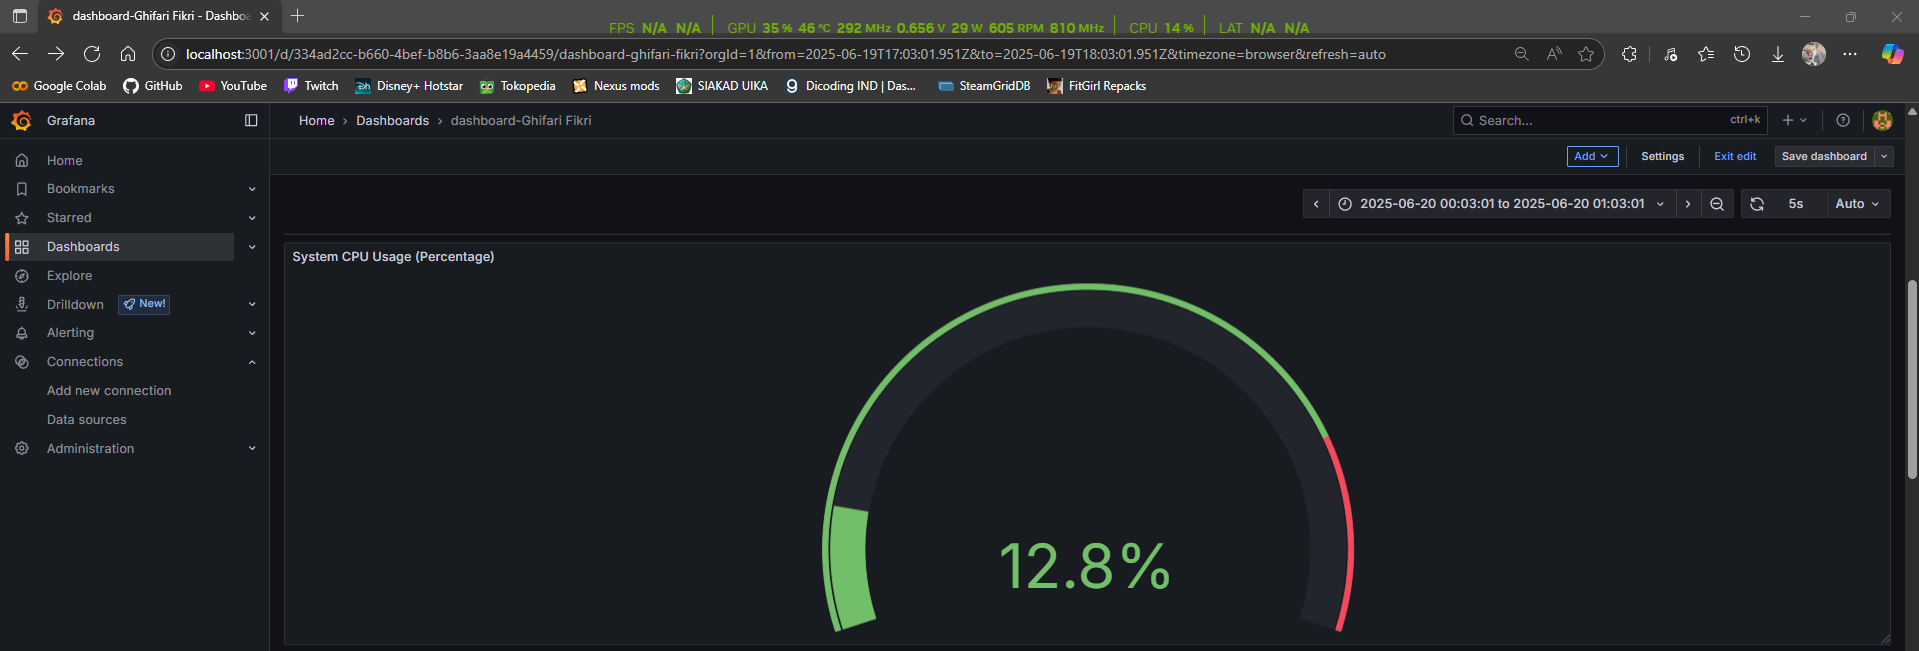 dashboard-Ghifari Fikri - Dashboa
FPS N/A N/A GPU 35 % 46 °C 292 MHz 0.656 V 29 W 605 RPM 810 MHz CPU 14 % LAT N/A N/A
localhost:3001/d/334ad2cc-b660-4bef-b8b6-3aa8e19a4459/dashboard-ghifari-fikri?orgId=1&from=2025-06-19T17:03:01.951Z&to=2025-06-19T18:03:01.951Z&timezone=browser&refresh=auto
Google Colab GitHub YouTube Twitch Disney+ Hotstar Tokopedia Nexus mods SIAKAD UIKA Dicoding IND | Das... SteamGridDB FitGirl Repacks
Grafana Home › Dashboards › dashboard-Ghifari Fikri Search... ctrl+k
Add Settings Exit edit Save dashboard
Home
Bookmarks
Starred
Dashboards
Explore
Drilldown New!
Alerting
Connections
Add new connection
Data sources
Administration
2025-06-20 00:03:01 to 2025-06-20 01:03:01 5s Auto
System CPU Usage (Percentage)
12.8%